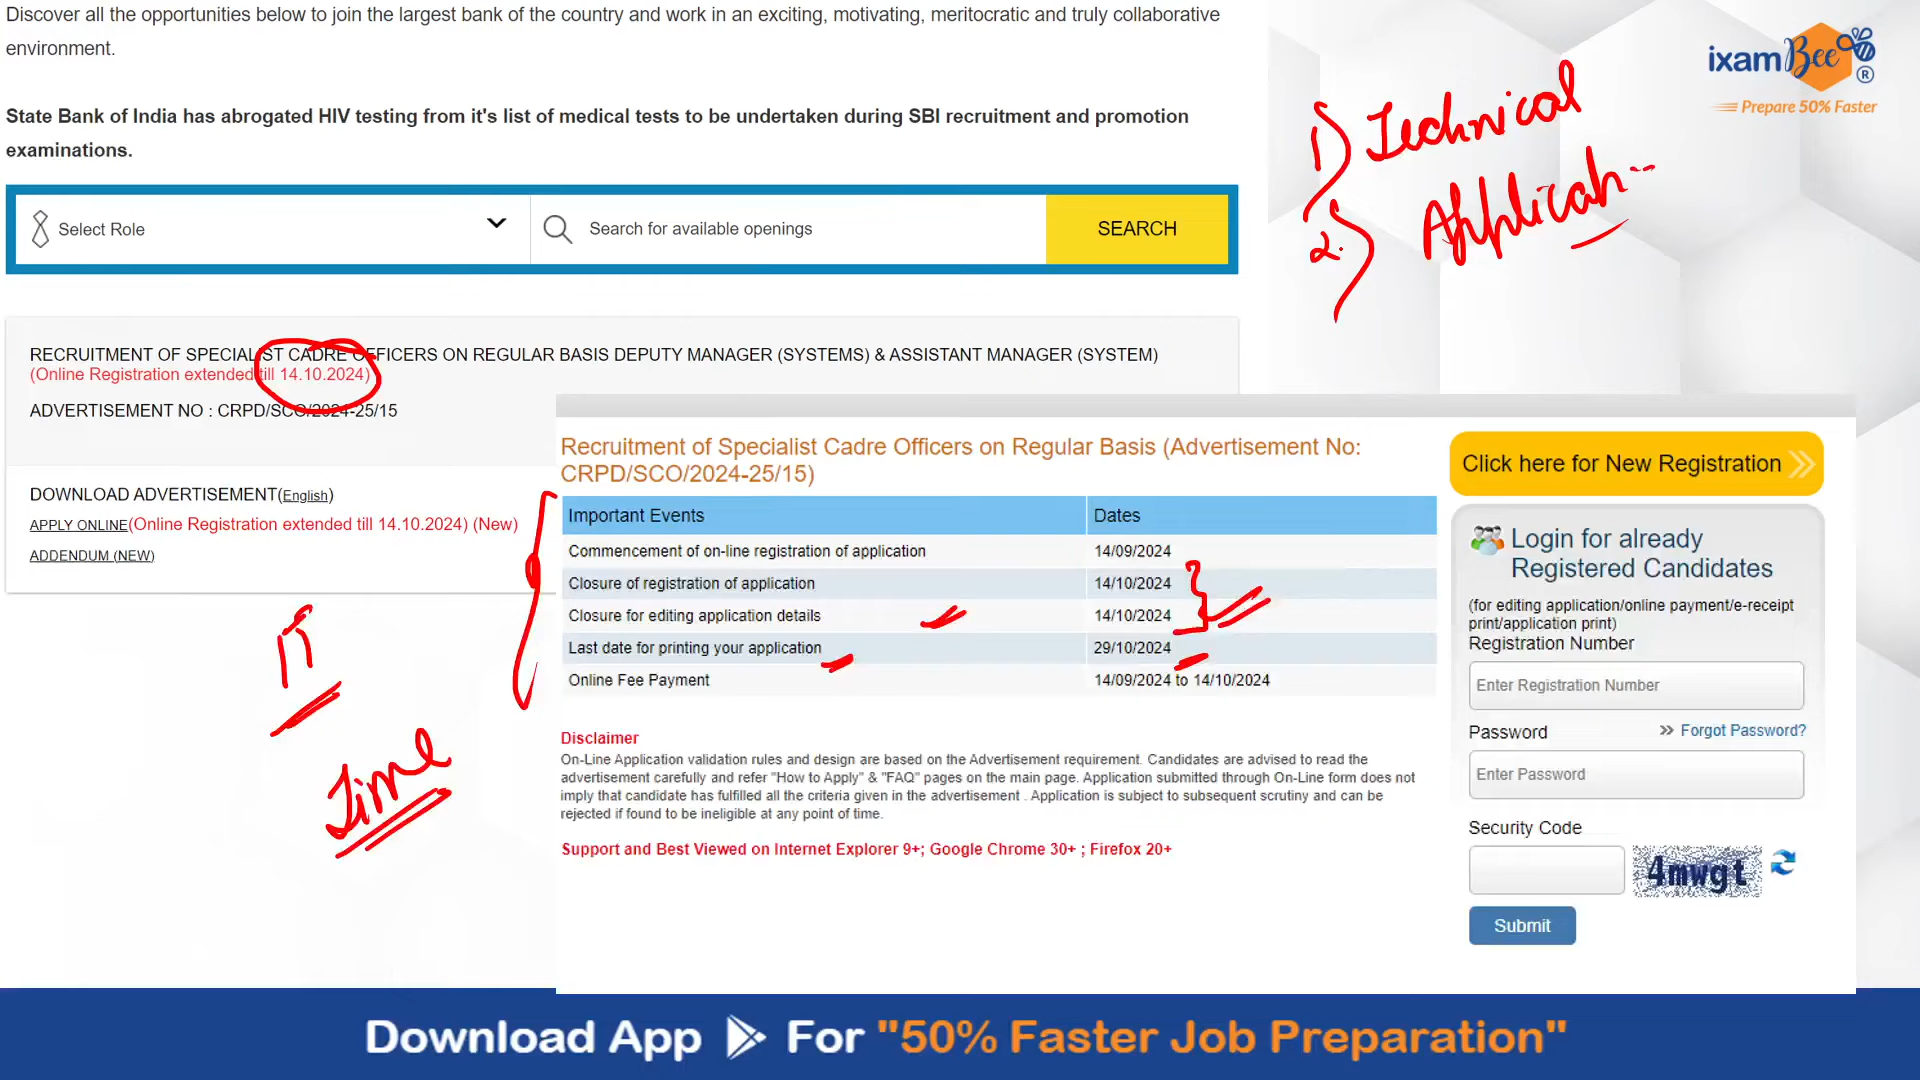 Discover all the opportunities below to join the largest bank of the country and work in an exciting, motivating, meritocratic and truly collaborative
environment.
State Bank of India has abrogated HIV testing from it's list of medical tests to be undertaken during SBI recruitment and promotion
examinations.
Select Role
Search for available openings
SEARCH
ixamBee
®
Prepare 50% Faster
1) Technical
2.) Applicati
RECRUITMENT OF SPECIALIST CADRE OFFICERS ON REGULAR BASIS DEPUTY MANAGER (SYSTEMS) & ASSISTANT MANAGER (SYSTEM)
(Online Registration extended till 14.10.2024)
ADVERTISEMENT NO : CRPD/SCO/2024-25/15
DOWNLOAD ADVERTISEMENT(English)
APPLY ONLINE(Online Registration extended till 14.10.2024) (New)
ADDENDUM (NEW)
Time
Recruitment of Specialist Cadre Officers on Regular Basis (Advertisement No:
CRPD/SCO/2024-25/15)
Important Events Dates
Commencement of on-line registration of application 14/09/2024
Closure of registration of application 14/10/2024
Closure for editing application details 14/10/2024
Last date for printing your application 29/10/2024
Online Fee Payment 14/09/2024 to 14/10/2024
Disclaimer
On-Line Application validation rules and design are based on the Advertisement requirement. Candidates are advised to read the
advertisement carefully and refer "How to Apply" & "FAQ" pages on the main page. Application submitted through On-Line form does not
imply that candidate has fulfilled all the criteria given in the advertisement . Application is subject to subsequent scrutiny and can be
rejected if found to be ineligible at any point of time.
Support and Best Viewed on Internet Explorer 9+; Google Chrome 30+ ; Firefox 20+
Click here for New Registration
Login for already
Registered Candidates
(for editing application/online payment/e-receipt
print/application print)
Registration Number
Enter Registration Number
Password
Forgot Password?
Enter Password
Security Code
4mwgt
Submit
Download App For "50% Faster Job Preparation"